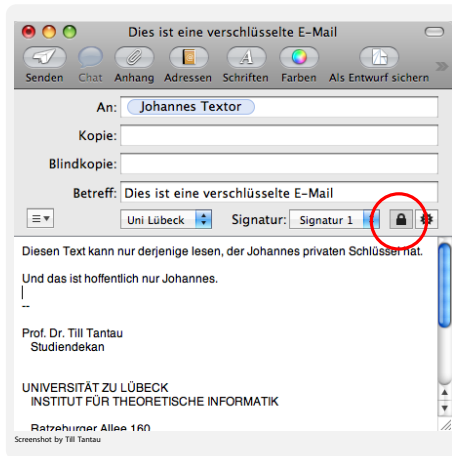 Dies ist eine verschlüsselte E-Mail
Senden Chat Anhang Adressen Schriften Farben Als Entwurf sichern
An: Johannes Textor
Kopie:
Blindkopie:
Betreff: Dies ist eine verschlüsselte E-Mail
Uni Lübeck Signatur: Signatur 1
Diesen Text kann nur derjenige lesen, der Johannes privaten Schlüssel hat.
Und das ist hoffentlich nur Johannes.
--
Prof. Dr. Till Tantau
Studiendekan
UNIVERSITÄT ZU LÜBECK
INSTITUT FÜR THEORETISCHE INFORMATIK
Ratzeburger Allee 160
Screenshot by Till Tantau